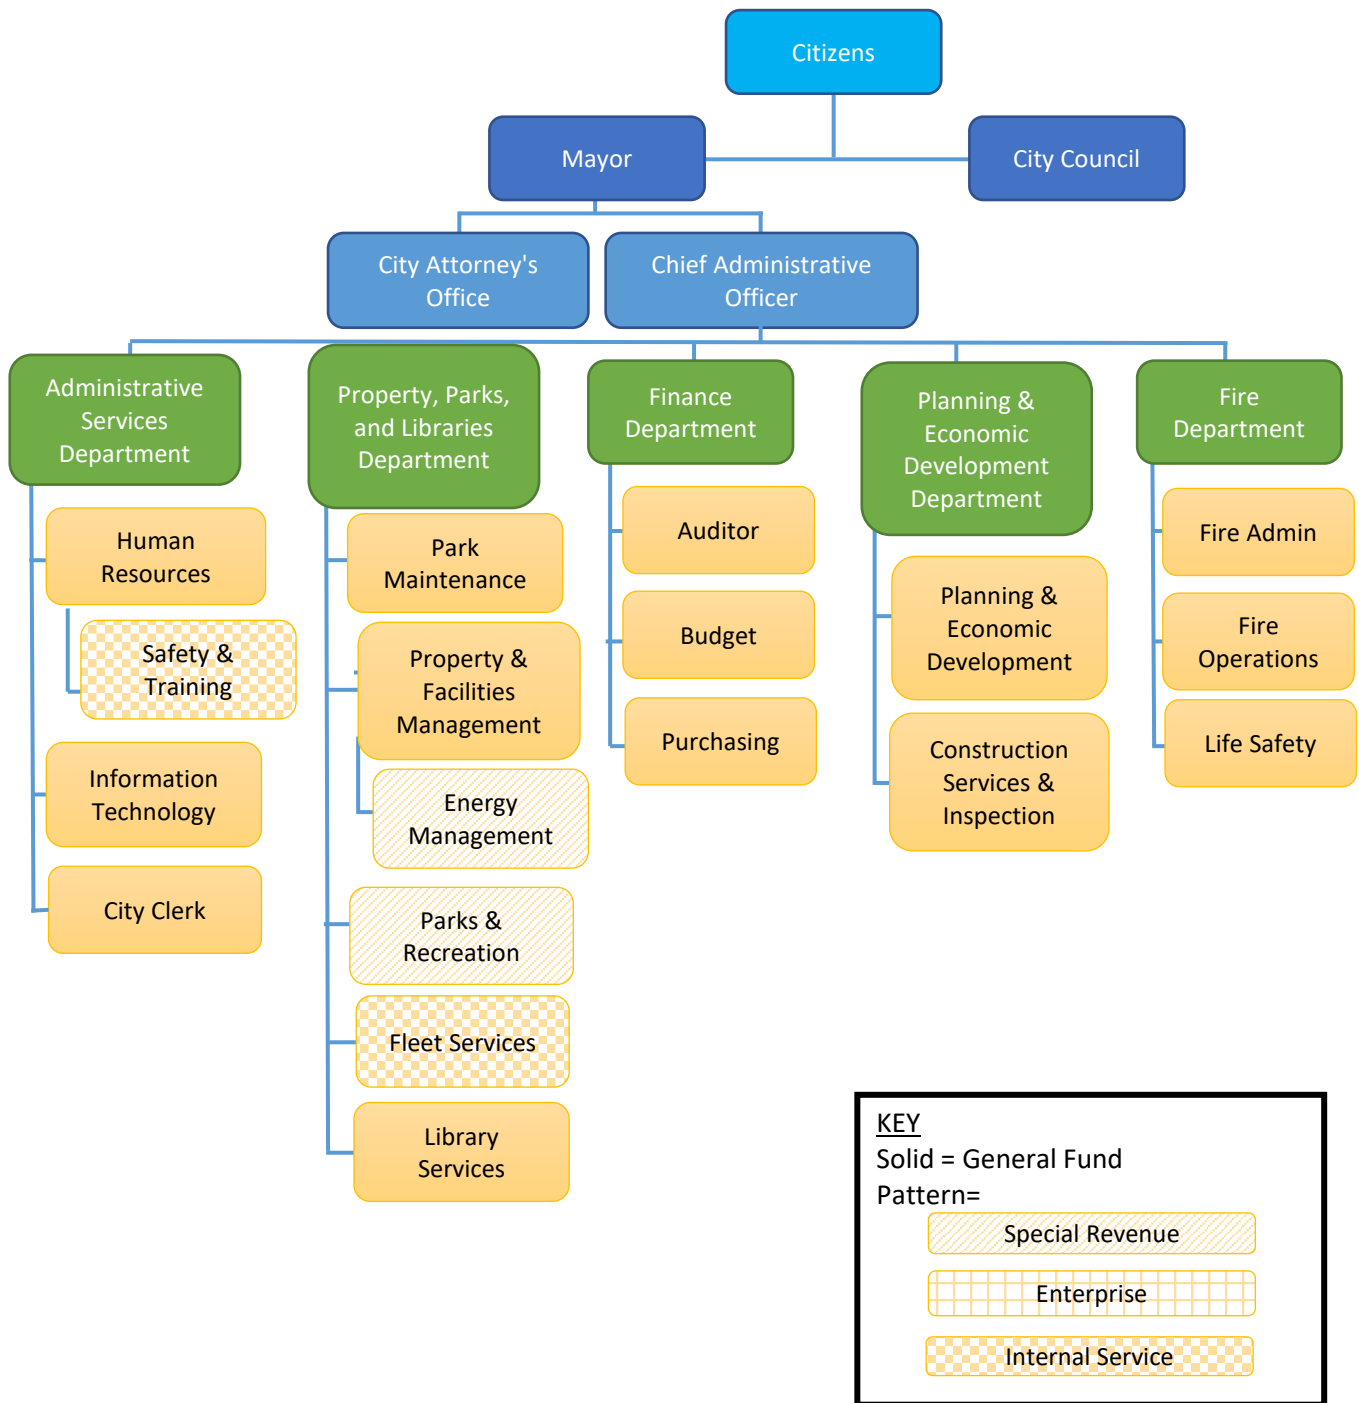 Citizens
Mayor
City Council
City Attorney's
Office
Chief Administrative
Officer
Administrative
Services
Department
Human
Resources
Safety &
Training
Information
Technology
City Clerk
Property, Parks,
and Libraries
Department
Park
Maintenance
Property &
Facilities
Management
Energy
Management
Parks &
Recreation
Fleet Services
Library
Services
Finance
Department
Auditor
Budget
Purchasing
Planning &
Economic
Development
Department
Planning &
Economic
Development
Construction
Services &
Inspection
Fire
Department
Fire Admin
Fire
Operations
Life Safety
KEY
Solid = General Fund
Pattern=
Special Revenue
Enterprise
Internal Service